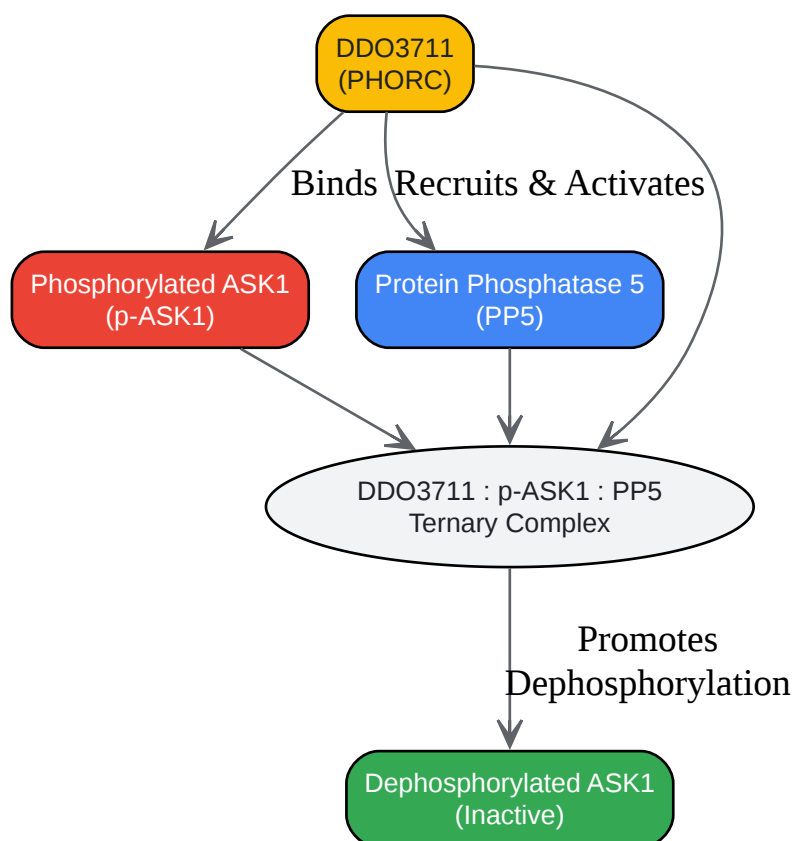 DDO3711
(PHORC)
Binds
Recruits & Activates
Phosphorylated ASK1
(p-ASK1)
Protein Phosphatase 5
(PP5)
DDO3711 : p-ASK1 : PP5
Ternary Complex
Promotes
Dephosphorylation
Dephosphorylated ASK1
(Inactive)